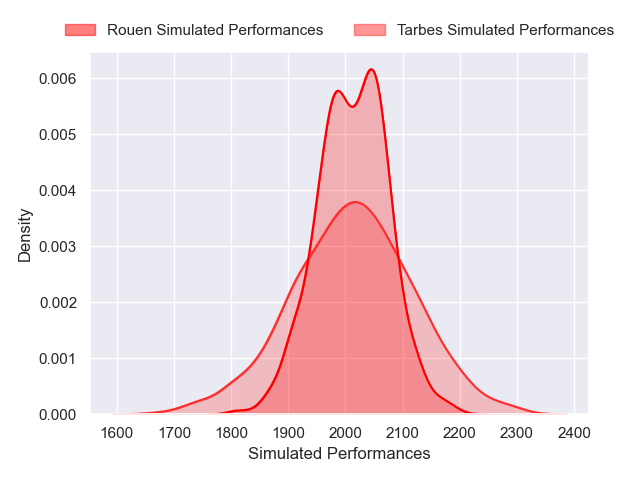 Rouen Simulated Performances
Tarbes Simulated Performances
0.006
0.005
0.004
0.003
0.002
0.001
0.000
Density
1600 1700 1800 1900 2000 2100 2200 2300 2400
Simulated Performances